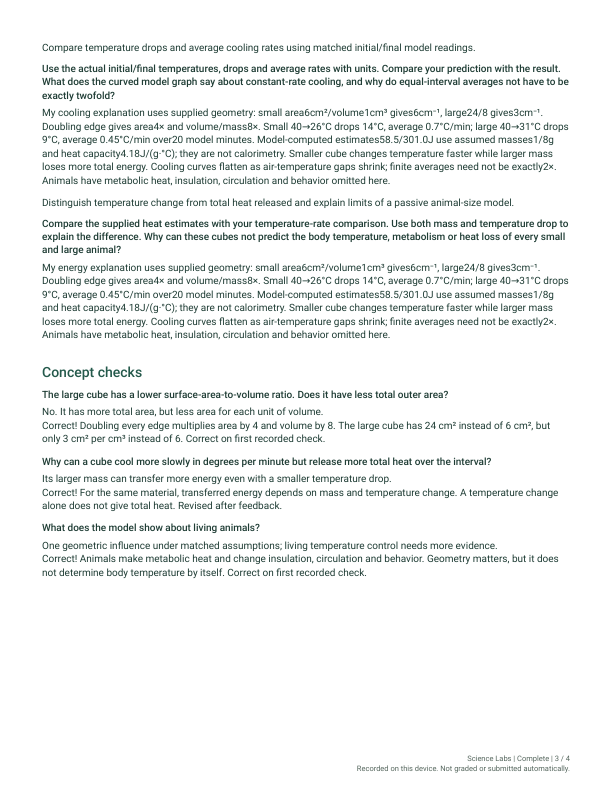 Compare temperature drops and average cooling rates using matched initial/final model readings.
Use the actual initial/final temperatures, drops and average rates with units. Compare your prediction with the result.
What does the curved model graph say about constant-rate cooling, and why do equal-interval averages not have to be
exactly twofold?
My cooling explanation uses supplied geometry: small area6cm²/volume1cm³ gives6cm⁻¹, large24/8 gives3cm⁻¹.
Doubling edge gives area4× and volume/mass8×. Small 40→26°C drops 14°C, average 0.7°C/min; large 40→31°C drops
9°C, average 0.45°C/min over20 model minutes. Model-computed estimates58.5/301.0J use assumed masses1/8g
and heat capacity4.18J/(g·°C); they are not calorimetry. Smaller cube changes temperature faster while larger mass
loses more total energy. Cooling curves flatten as air-temperature gaps shrink; finite averages need not be exactly2×.
Animals have metabolic heat, insulation, circulation and behavior omitted here.
Distinguish temperature change from total heat released and explain limits of a passive animal-size model.
Compare the supplied heat estimates with your temperature-rate comparison. Use both mass and temperature drop to
explain the difference. Why can these cubes not predict the body temperature, metabolism or heat loss of every small
and large animal?
My energy explanation uses supplied geometry: small area6cm²/volume1cm³ gives6cm⁻¹, large24/8 gives3cm⁻¹.
Doubling edge gives area4× and volume/mass8×. Small 40→26°C drops 14°C, average 0.7°C/min; large 40→31°C drops
9°C, average 0.45°C/min over20 model minutes. Model-computed estimates58.5/301.0J use assumed masses1/8g
and heat capacity4.18J/(g·°C); they are not calorimetry. Smaller cube changes temperature faster while larger mass
loses more total energy. Cooling curves flatten as air-temperature gaps shrink; finite averages need not be exactly2×.
Animals have metabolic heat, insulation, circulation and behavior omitted here.
Concept checks
The large cube has a lower surface-area-to-volume ratio. Does it have less total outer area?
No. It has more total area, but less area for each unit of volume.
Correct! Doubling every edge multiplies area by 4 and volume by 8. The large cube has 24 cm² instead of 6 cm², but
only 3 cm² per cm³ instead of 6. Correct on first recorded check.
Why can a cube cool more slowly in degrees per minute but release more total heat over the interval?
Its larger mass can transfer more energy even with a smaller temperature drop.
Correct! For the same material, transferred energy depends on mass and temperature change. A temperature change
alone does not give total heat. Revised after feedback.
What does the model show about living animals?
One geometric influence under matched assumptions; living temperature control needs more evidence.
Correct! Animals make metabolic heat and change insulation, circulation and behavior. Geometry matters, but it does
not determine body temperature by itself. Correct on first recorded check.
Science Labs | Complete | 3 / 4
Recorded on this device. Not graded or submitted automatically.